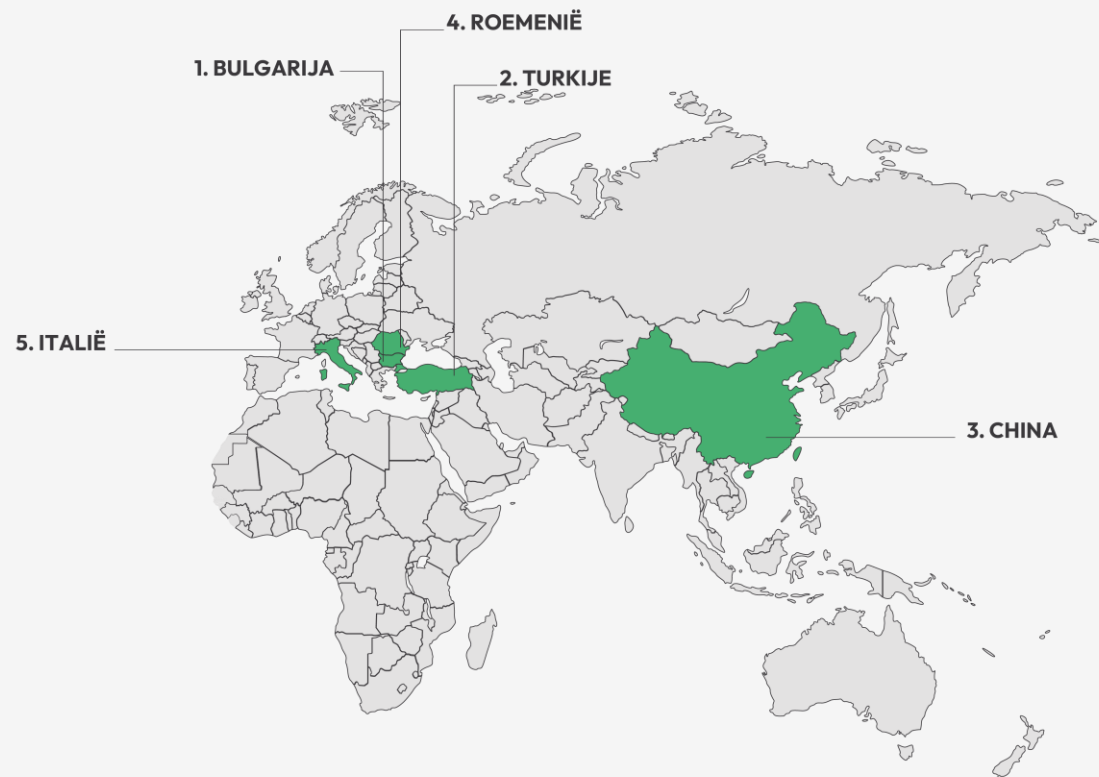 4. ROEMENIË
1. BULGARIJA
2. TURKIJE
5. ITALIË
3. CHINA